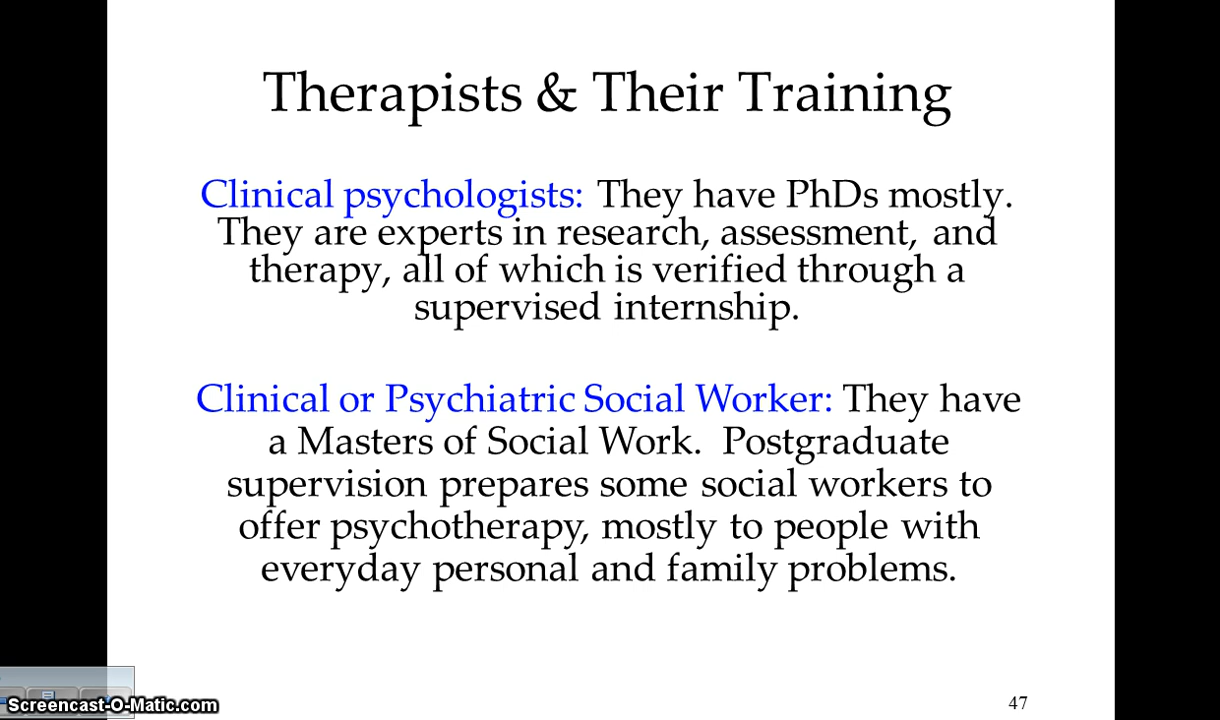 Therapists & Their Training
Clinical psychologists: They have PhDs mostly.
They are experts in research, assessment, and
therapy, all of which is verified through a
supervised internship.
Clinical or Psychiatric Social Worker: They have
a Masters of Social Work. Postgraduate
supervision prepares some social workers to
offer psychotherapy, mostly to people with
everyday personal and family problems.
Screencast-O-Matic.com
47